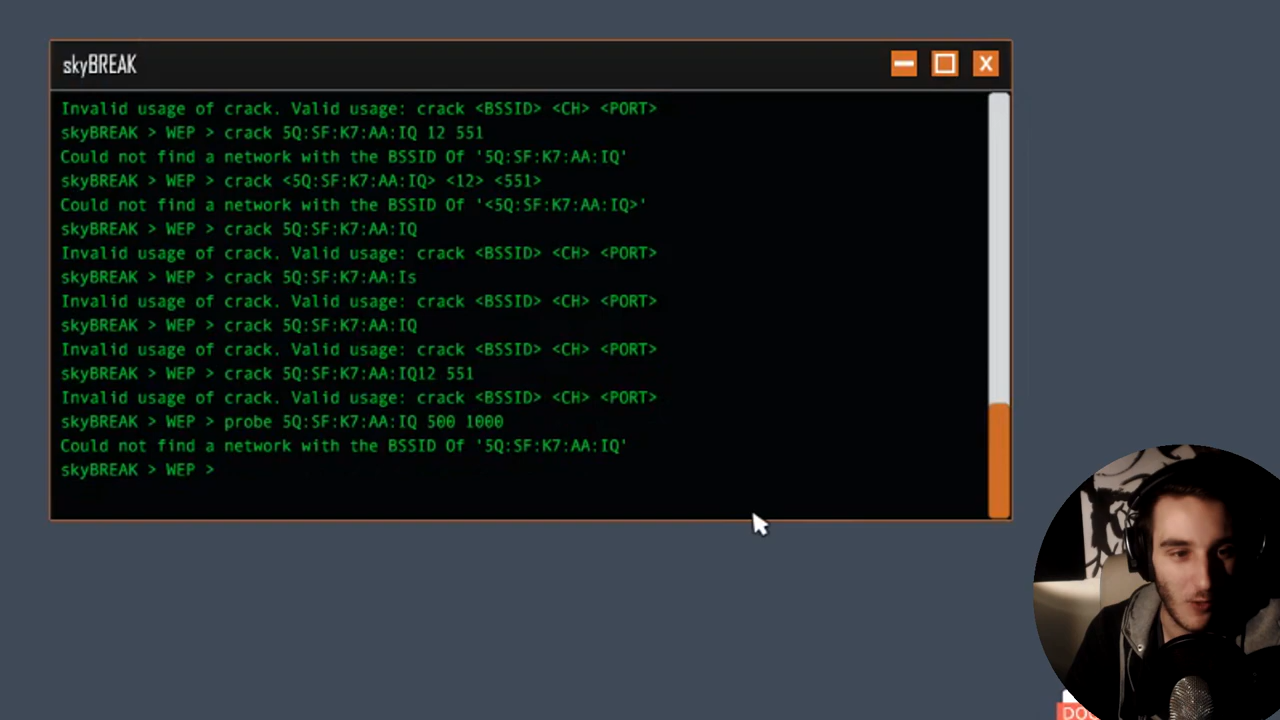 skyBREAK
Invalid usage of crack. Valid usage: crack <BSSID> <CH> <PORT>
skyBREAK > WEP > crack 5Q:SF:K7:AA:IQ 12 551
Could not find a network with the BSSID Of '5Q:SF:K7:AA:IQ'
skyBREAK > WEP > crack <5Q:SF:K7:AA:IQ> <12> <551>
Could not find a network with the BSSID Of '<5Q:SF:K7:AA:IQ>'
skyBREAK > WEP > crack 5Q:SF:K7:AA:IQ
Invalid usage of crack. Valid usage: crack <BSSID> <CH> <PORT>
skyBREAK > WEP > crack 5Q:SF:K7:AA:Is
Invalid usage of crack. Valid usage: crack <BSSID> <CH> <PORT>
skyBREAK > WEP > crack 5Q:SF:K7:AA:IQ
Invalid usage of crack. Valid usage: crack <BSSID> <CH> <PORT>
skyBREAK > WEP > crack 5Q:SF:K7:AA:IQ12 551
Invalid usage of crack. Valid usage: crack <BSSID> <CH> <PORT>
skyBREAK > WEP > probe 5Q:SF:K7:AA:IQ 500 1000
Could not find a network with the BSSID Of '5Q:SF:K7:AA:IQ'
skyBREAK > WEP >